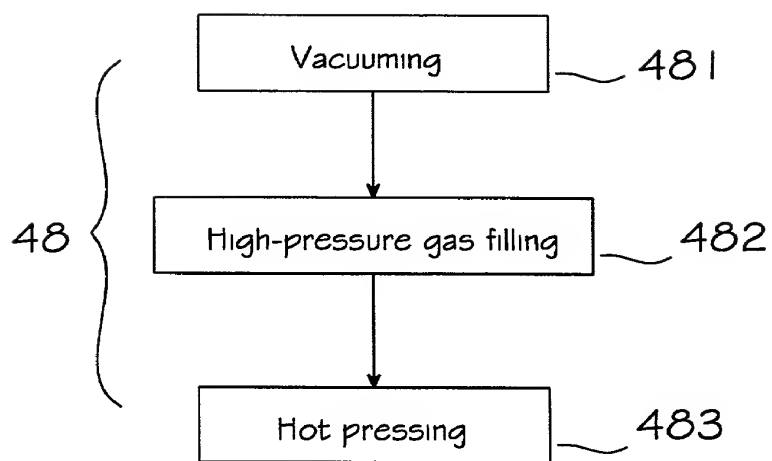 Vacuuming
481
48
High-pressure gas filling
482
Hot pressing
483